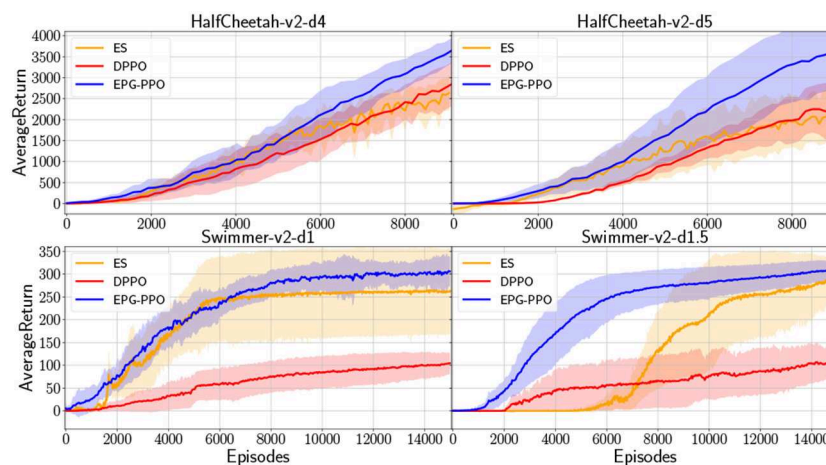 HalfCheetah-v2-d4
HalfCheetah-v2-d5
ES
DPPO
EPG-PPO
ES
DPPO
EPG-PPO
AverageReturn
4000
3500
3000
2500
2000
1500
1000
500
0
2000 4000 6000 8000
0 2000 4000 6000 8000
Swimmer-v2-d1
Swimmer-v2-d1.5
ES
DPPO
EPG-PPO
ES
DPPO
EPG-PPO
AverageReturn
350
300
250
200
150
100
50
0
0 2000 4000 6000 8000 10000 12000 14000
0 2000 4000 6000 8000 10000 12000 14000
Episodes
Episodes